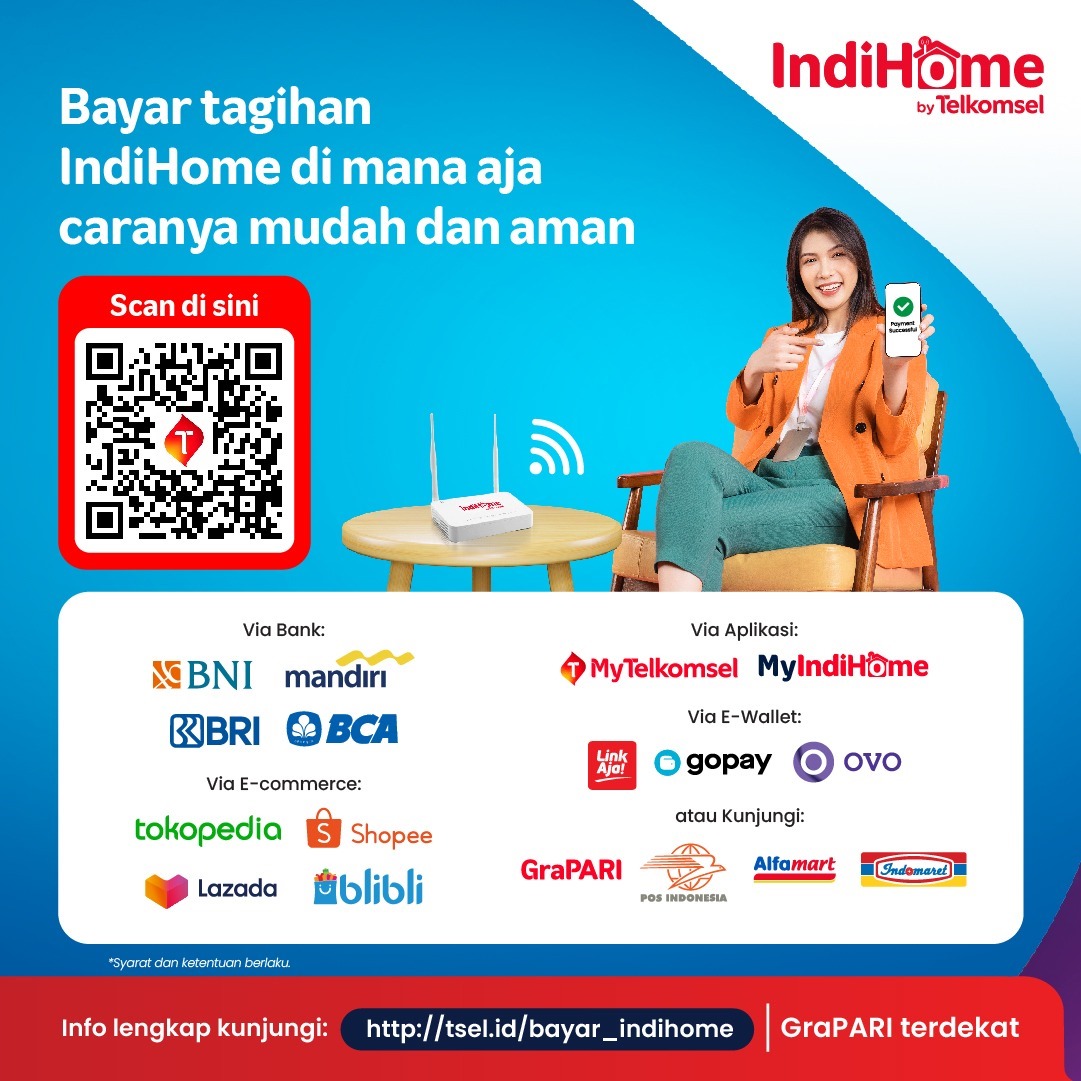 IndiHome
by Telkomsel
Bayar tagihan
IndiHome di mana aja
caranya mudah dan aman
Scan di sini
T
Payment
Successful
IndiHome
Via Bank:
BNI mandiri
BRI BCA
Via E-commerce:
tokopedia Shopee
Lazada blibli
Via Aplikasi:
MyTelkomsel MyIndiHome
Via E-Wallet:
Link
Aja! gopay OVO
atau Kunjungi:
GraPARI POS INDONESIA Alfamart Indomaret
*Syarat dan ketentuan berlaku.
Info lengkap kunjungi: http://tsel.id/bayar_indihome GraPARI terdekat